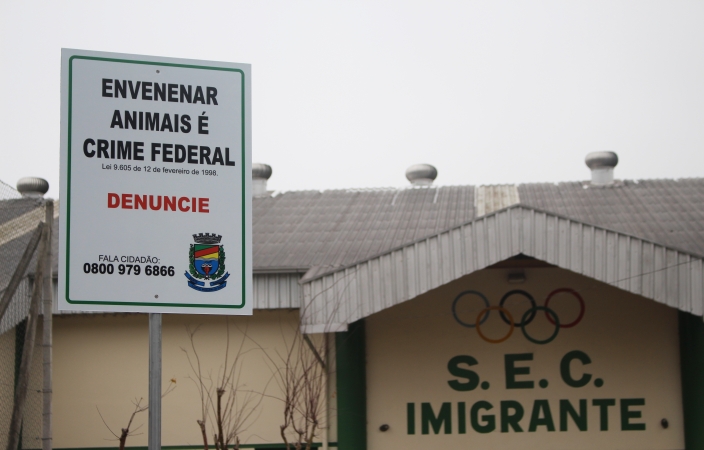 ENVENENAR
ANIMAIS É
CRIME FEDERAL
Lei 9.605 de 12 de fevereiro de 1998.
DENUNCIE
FALA CIDADÃO:
0800 979 6866
S. E. C.
IMIGRANTE